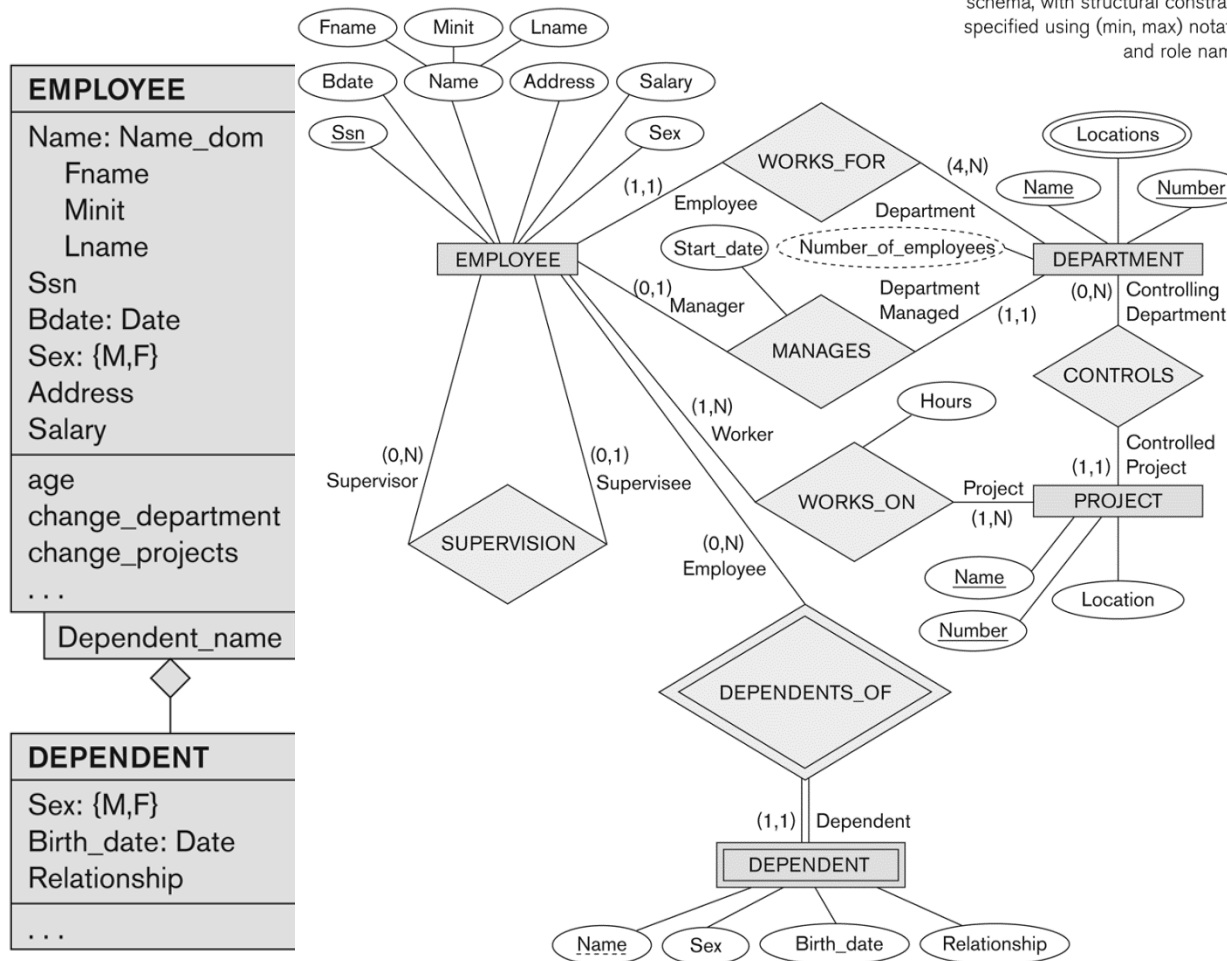 schema, with structural constra
specified using (min, max) nota
and role nam
EMPLOYEE
Name: Name_dom
Fname
Minit
Lname
Ssn
Bdate: Date
Sex: {M,F}
Address
Salary
age
change_department
change_projects
. . .
Dependent_name
DEPENDENT
Sex: {M,F}
Birth_date: Date
Relationship
. . .
Fname Minit Lname
Bdate Name Address Salary
Ssn Sex
WORKS_FOR
Locations
(1,1)
Employee
(4,N)
Department
Name Number
Start_date Number_of_employees
EMPLOYEE
DEPARTMENT
(0,1)
Manager
Department
Managed
(1,1)
MANAGES
(0,N) Controlling
Department
CONTROLS
Hours
(1,N)
Worker
(0,N)
Supervisor
(0,1)
Supervisee
SUPERVISION
WORKS_ON
Project
(1,N)
Controlled
Project
(1,1)
PROJECT
(0,N)
Employee
Name
Location
Number
DEPENDENTS_OF
(1,1) Dependent
DEPENDENT
Name Sex Birth_date Relationship